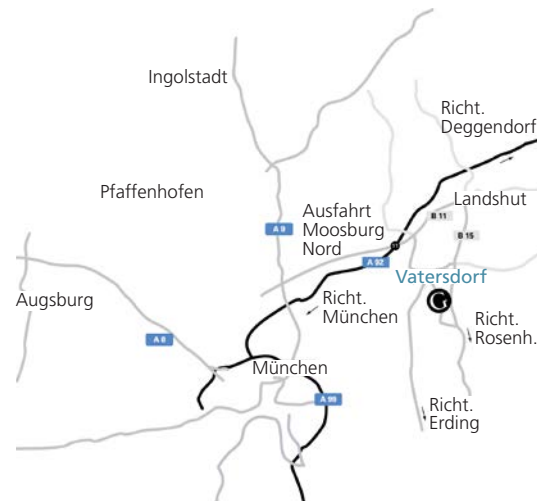 Ingolstadt
Richt.
Deggendorf
Pfaffenhofen
Landshut
Ausfahrt
Moosburg
Nord
B 11
A 9
B 15
A 92
Vatersdorf
Augsburg
Richt.
München
Richt.
Rosenh.
A 8
München
A 99
Richt.
Erding